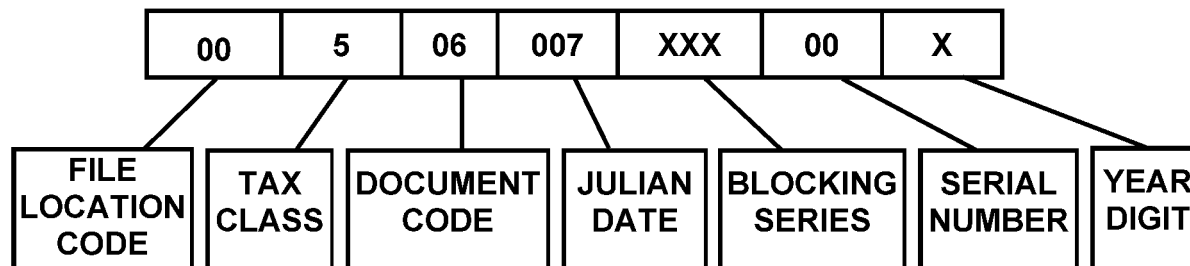 00 5 06 007 XXX 00 X
FILE
LOCATION
CODE
TAX
CLASS
DOCUMENT
CODE
JULIAN
DATE
BLOCKING
SERIES
SERIAL
NUMBER
YEAR
DIGIT